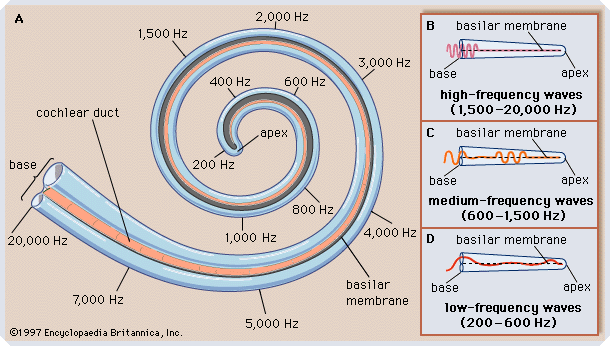 A
2,000 Hz
1,500 Hz
3,000 Hz
400 Hz
600 Hz
cochlear duct
apex
200 Hz
base
800 Hz
20,000 Hz
1,000 Hz
4,000 Hz
basilar
membrane
7,000 Hz
5,000 Hz
©1997 Encyclopaedia Britannica, Inc.
B
basilar membrane
base
apex
high-frequency waves
(1,500–20,000 Hz)
C
basilar membrane
base
apex
medium-frequency waves
(600–1,500 Hz)
D
basilar membrane
base
apex
low-frequency waves
(200–600 Hz)